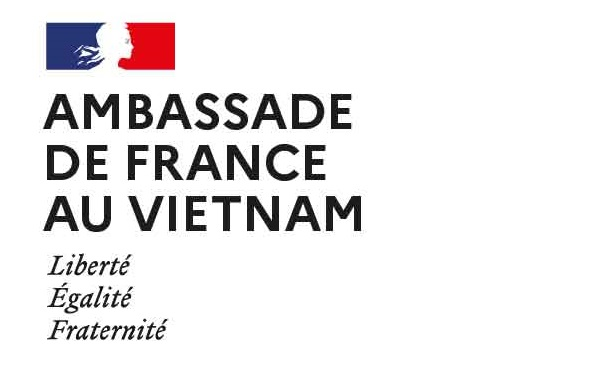 AMBASSADE
DE FRANCE
AU VIETNAM
Liberté
Égalité
Fraternité